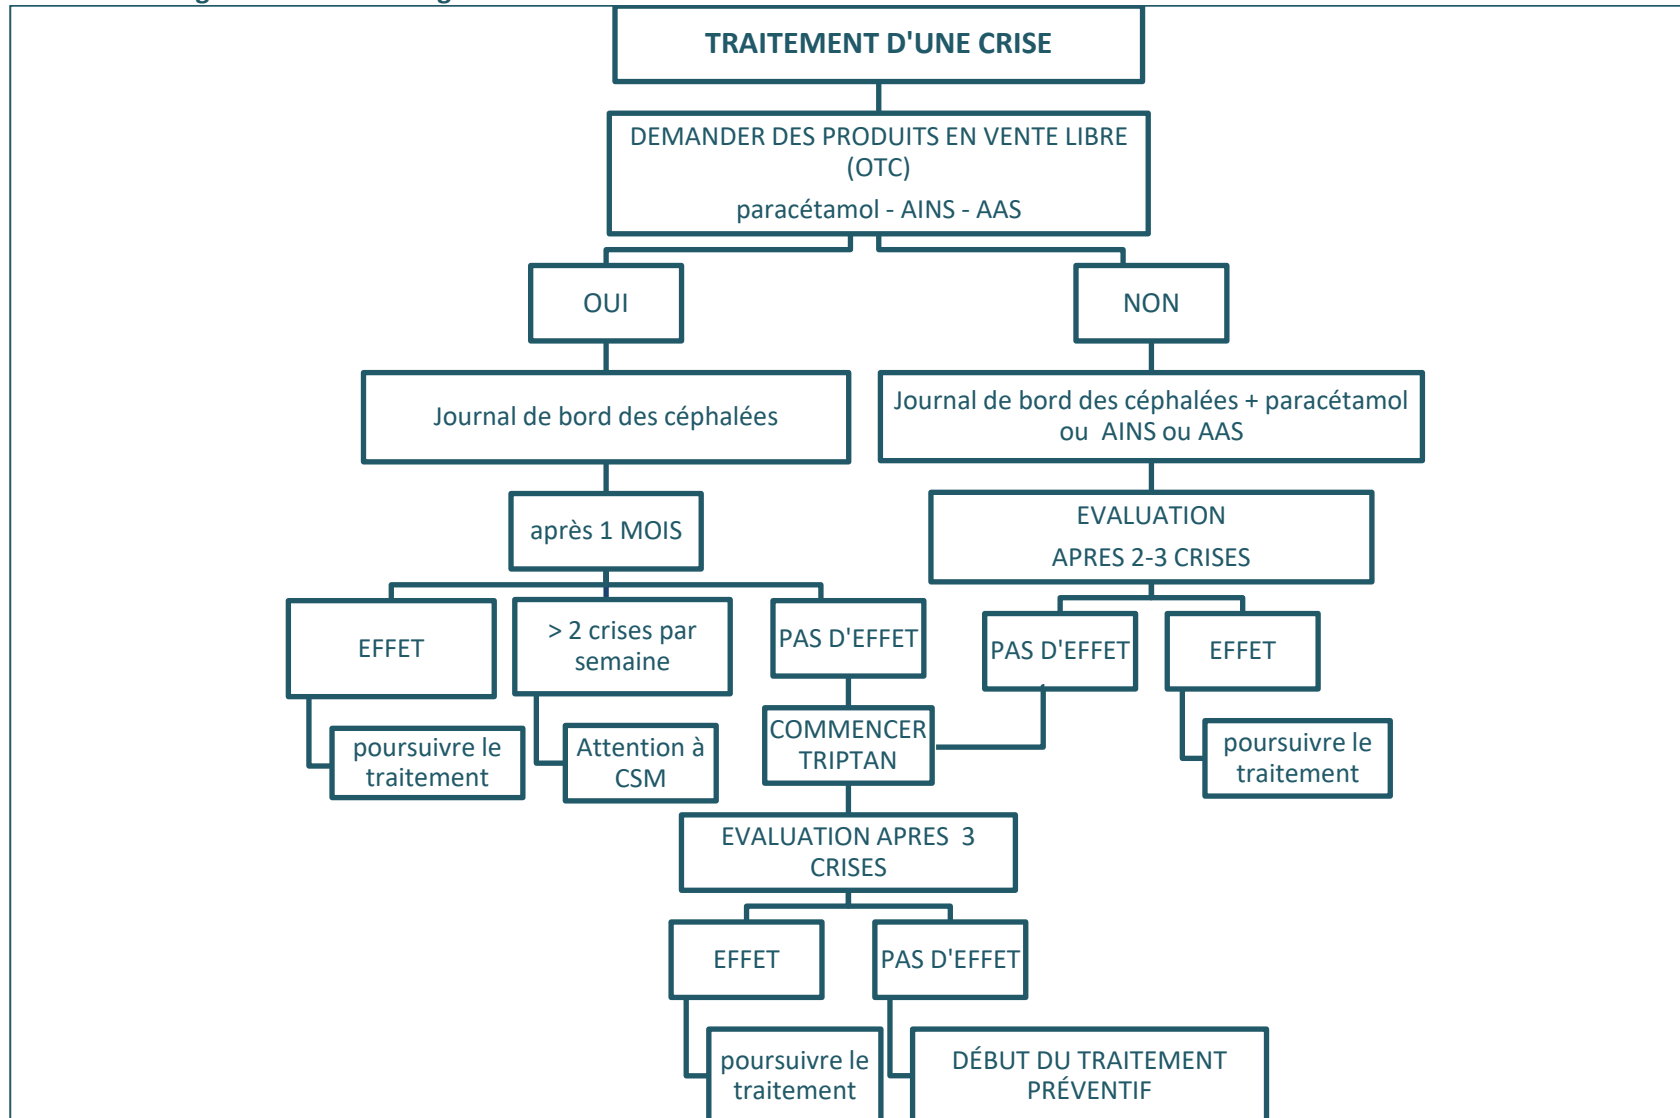 TRAITEMENT D'UNE CRISE
DEMANDER DES PRODUITS EN VENTE LIBRE
(OTC)
paracétamol - AINS - AAS
OUI
NON
Journal de bord des céphalées
Journal de bord des céphalées + paracétamol
ou AINS ou AAS
après 1 MOIS
EVALUATION
APRES 2-3 CRISES
EFFET
> 2 crises par
semaine
PAS D'EFFET
PAS D'EFFET
EFFET
poursuivre le
traitement
Attention à
CSM
COMMENCER
TRIPTAN
poursuivre le
traitement
EVALUATION APRES 3
CRISES
EFFET
PAS D'EFFET
poursuivre le
traitement
DÉBUT DU TRAITEMENT
PRÉVENTIF